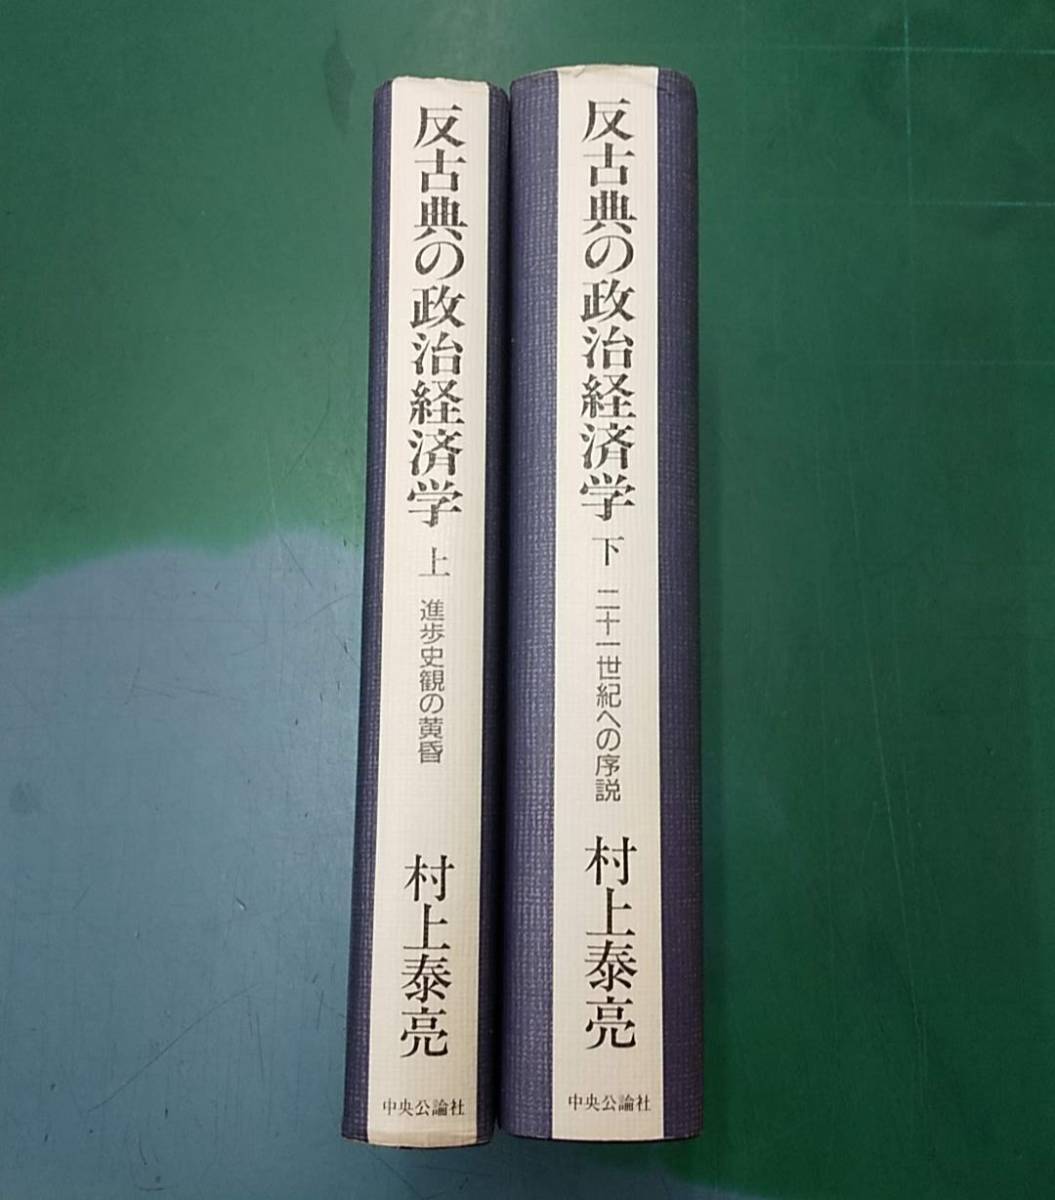 反古典の政治経済学 上
進歩史観の黄昏
村上泰亮
中央公論社
反古典の政治経済学 下
二十一世紀への序説
村上泰亮
中央公論社